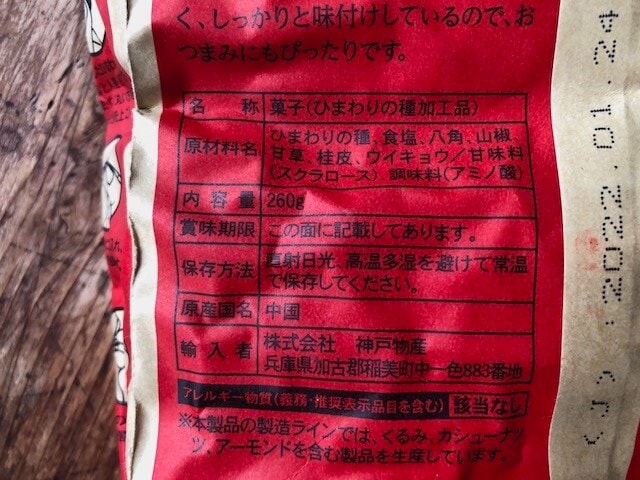 く、しっかりと味付けしているので、お
つまみにもぴったりです。
名 称 菓子(ひまわりの種加工品)
原材料名 ひまわりの種、食塩、八角、山椒、
甘草、桂皮、ウイキョウ/甘味料
(スクラロース) 調味料(アミノ酸)
内 容 量 260g
賞味期限 この面に記載してあります。
保存方法 直射日光、高温多湿を避けて常温
で保存してください。
原産国名 中国
輸 入 者 株式会社 神戸物産
兵庫県加古郡稲美町中一色883番地
アレルギー物質(義務・推奨表示品目を含む) 該当なし
※本製品の製造ラインでは、くるみ、カシューナッ
ツ、アーモンドを含む製品を生産しています。
2022.01.24